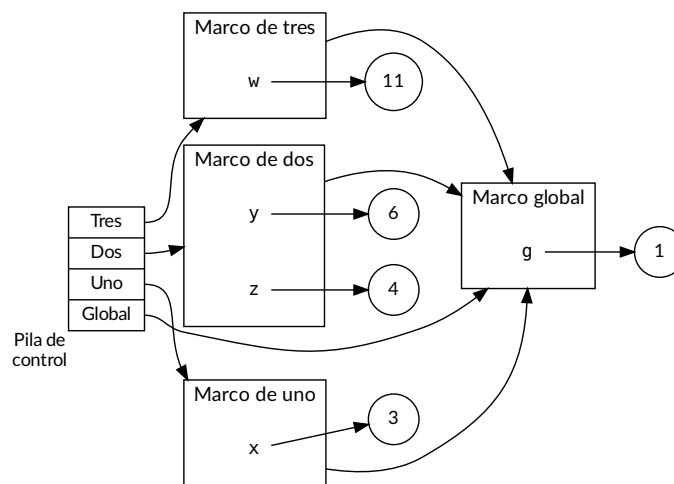 Marco de tres
w
11
Marco de dos
y
6
z
4
Marco global
g
1
Tres
Dos
Uno
Global
Pila de
control
Marco de uno
x
3